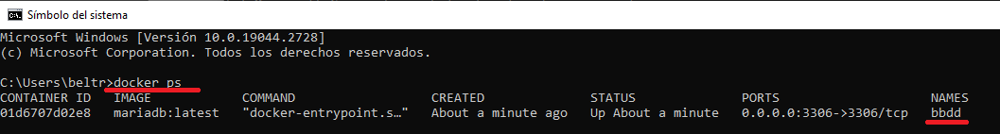 Símbolo del sistema
Microsoft Windows [Versión 10.0.19044.2728]
(c) Microsoft Corporation. Todos los derechos reservados.
C:\Users\beltr>docker ps
CONTAINER ID   IMAGE            COMMAND                  CREATED              STATUS              PORTS                    NAMES
01d6707d02e8   mariadb:latest   "docker-entrypoint.s…"   About a minute ago   Up About a minute   0.0.0.0:3306->3306/tcp   bbdd